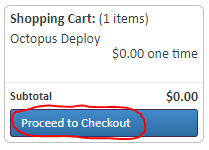 Shopping Cart: (1 items)
Octopus Deploy
$0.00 one time
Subtotal $0.00
Proceed to Checkout